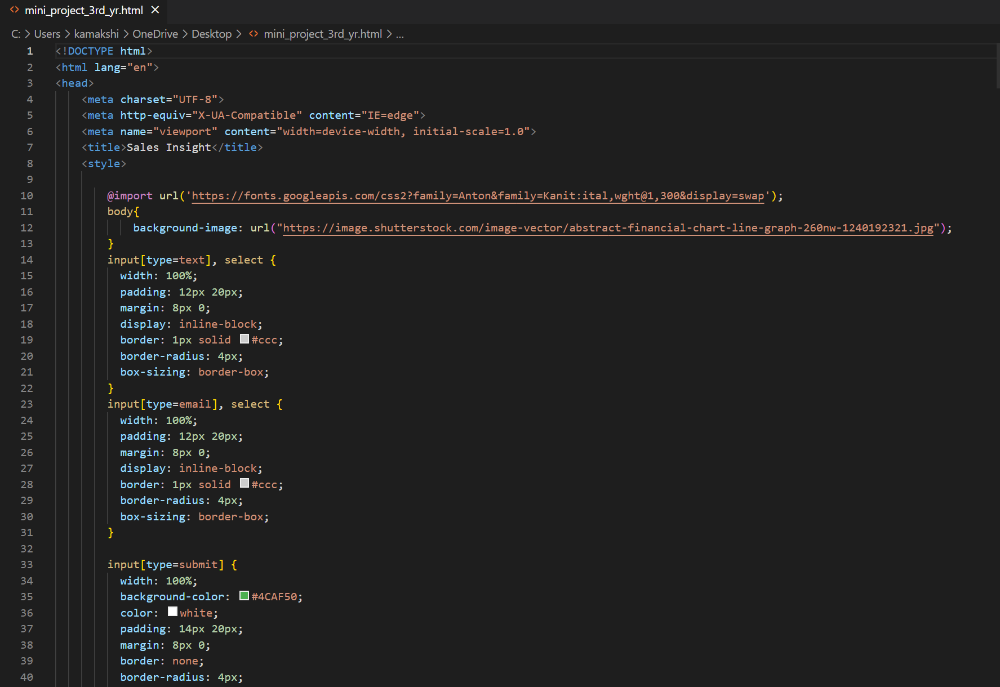 mini_project_3rd_yr.html
C: > Users > kamakshi > OneDrive > Desktop > mini_project_3rd_yr.html > ...
1 <!DOCTYPE html>
2 <html lang="en">
3 <head>
4     <meta charset="UTF-8">
5     <meta http-equiv="X-UA-Compatible" content="IE=edge">
6     <meta name="viewport" content="width=device-width, initial-scale=1.0">
7     <title>Sales Insight</title>
8     <style>
9
10         @import url('https://fonts.googleapis.com/css2?family=Anton&family=Kanit:ital,wght@1,300&display=swap');
11         body{
12             background-image: url("https://image.shutterstock.com/image-vector/abstract-financial-chart-line-graph-260nw-1240192321.jpg");
13         }
14         input[type=text], select {
15           width: 100%;
16           padding: 12px 20px;
17           margin: 8px 0;
18           display: inline-block;
19           border: 1px solid #ccc;
20           border-radius: 4px;
21           box-sizing: border-box;
22         }
23         input[type=email], select {
24           width: 100%;
25           padding: 12px 20px;
26           margin: 8px 0;
27           display: inline-block;
28           border: 1px solid #ccc;
29           border-radius: 4px;
30           box-sizing: border-box;
31         }
32
33         input[type=submit] {
34           width: 100%;
35           background-color: #4CAF50;
36           color: white;
37           padding: 14px 20px;
38           margin: 8px 0;
39           border: none;
40           border-radius: 4px;